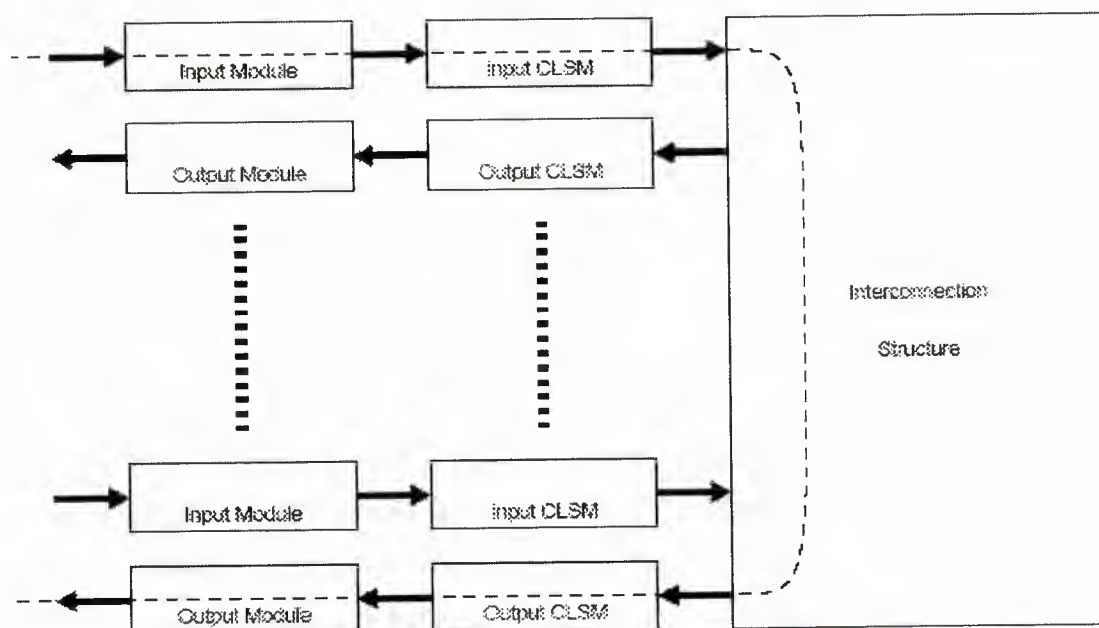 Input Module
Input CLSM
Output Module
Output CLSM
Interconnection
Structure
Input Module
Input CLSM
Output Module
Output CLSM